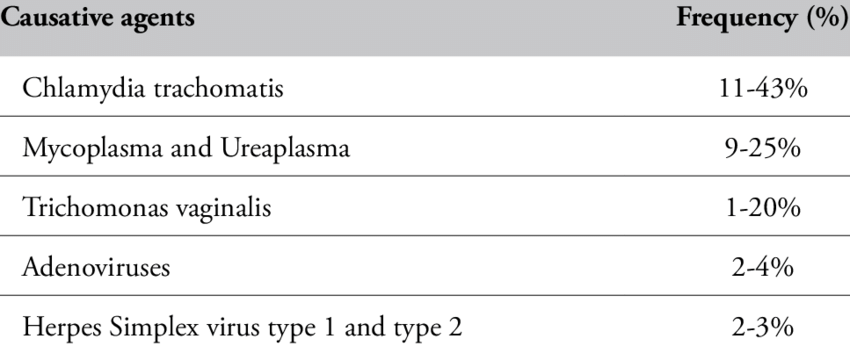 Causative agents Frequency (%)
Chlamydia trachomatis 11-43%
Mycoplasma and Ureaplasma 9-25%
Trichomonas vaginalis 1-20%
Adenoviruses 2-4%
Herpes Simplex virus type 1 and type 2 2-3%